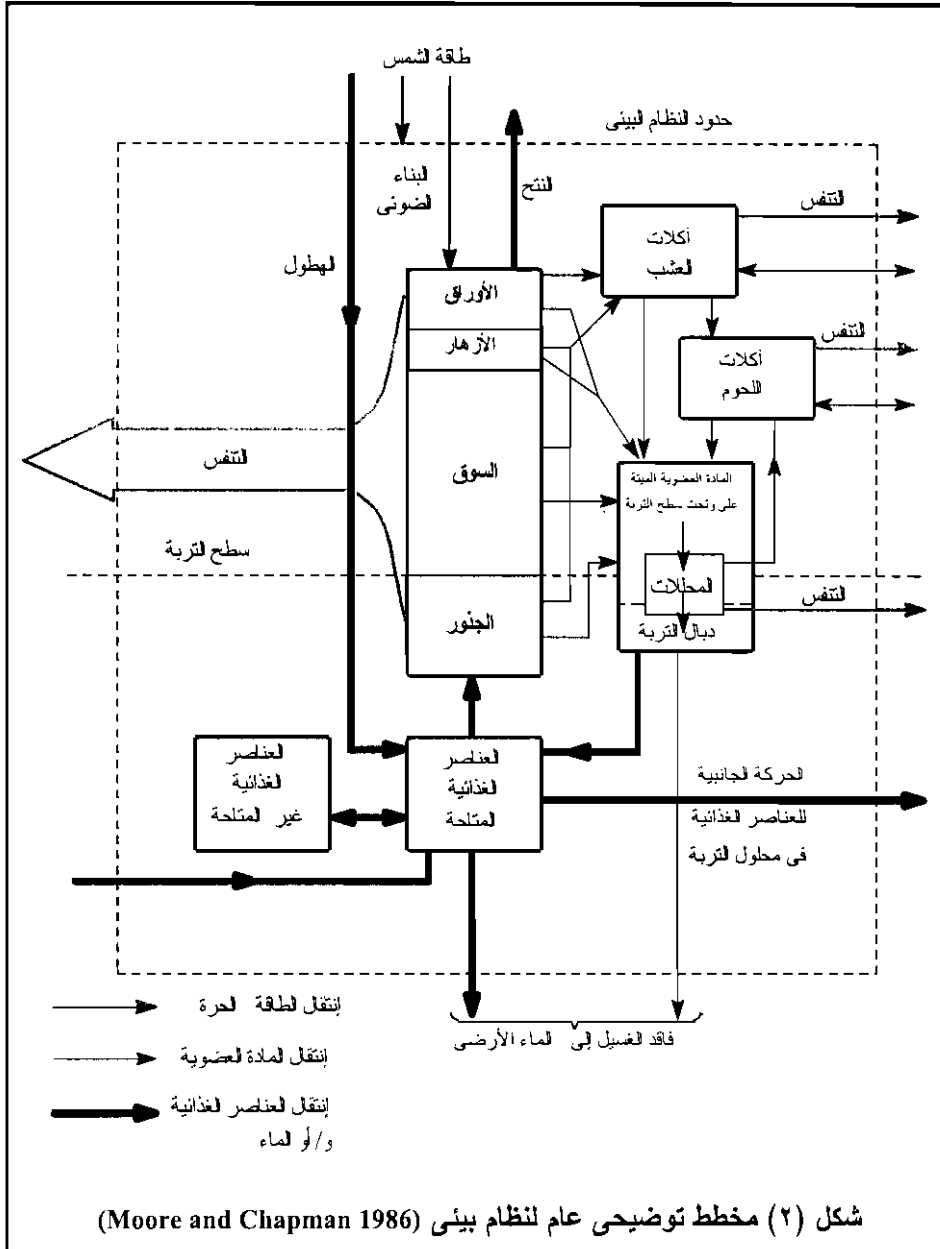 طاقة الشمس
حدود النظام البيئى
البناء
الضوئى
النتح
الهطول
التنفس
أكلات
العشب
الأوراق
الأزهار
التنفس
أكلات
اللحوم
السوق
التنفس
المادة العضوية الميتة
على وتحت سطح التربة
سطح التربة
المحللات
التنفس
دبال التربة
الجذور
العناصر
الغذائية
غير المتاحة
العناصر
الغذائية
المتاحة
الحركة الجانبية
للعناصر الغذائية
فى محلول التربة
فاقد الغسيل إلى الماء الأرضى
إنتقال الطاقة الحرة
إنتقال المادة العضوية
إنتقال العناصر الغذائية
و/أو الماء
شكل (٢) مخطط توضيحى عام لنظام بيئى (Moore and Chapman 1986)